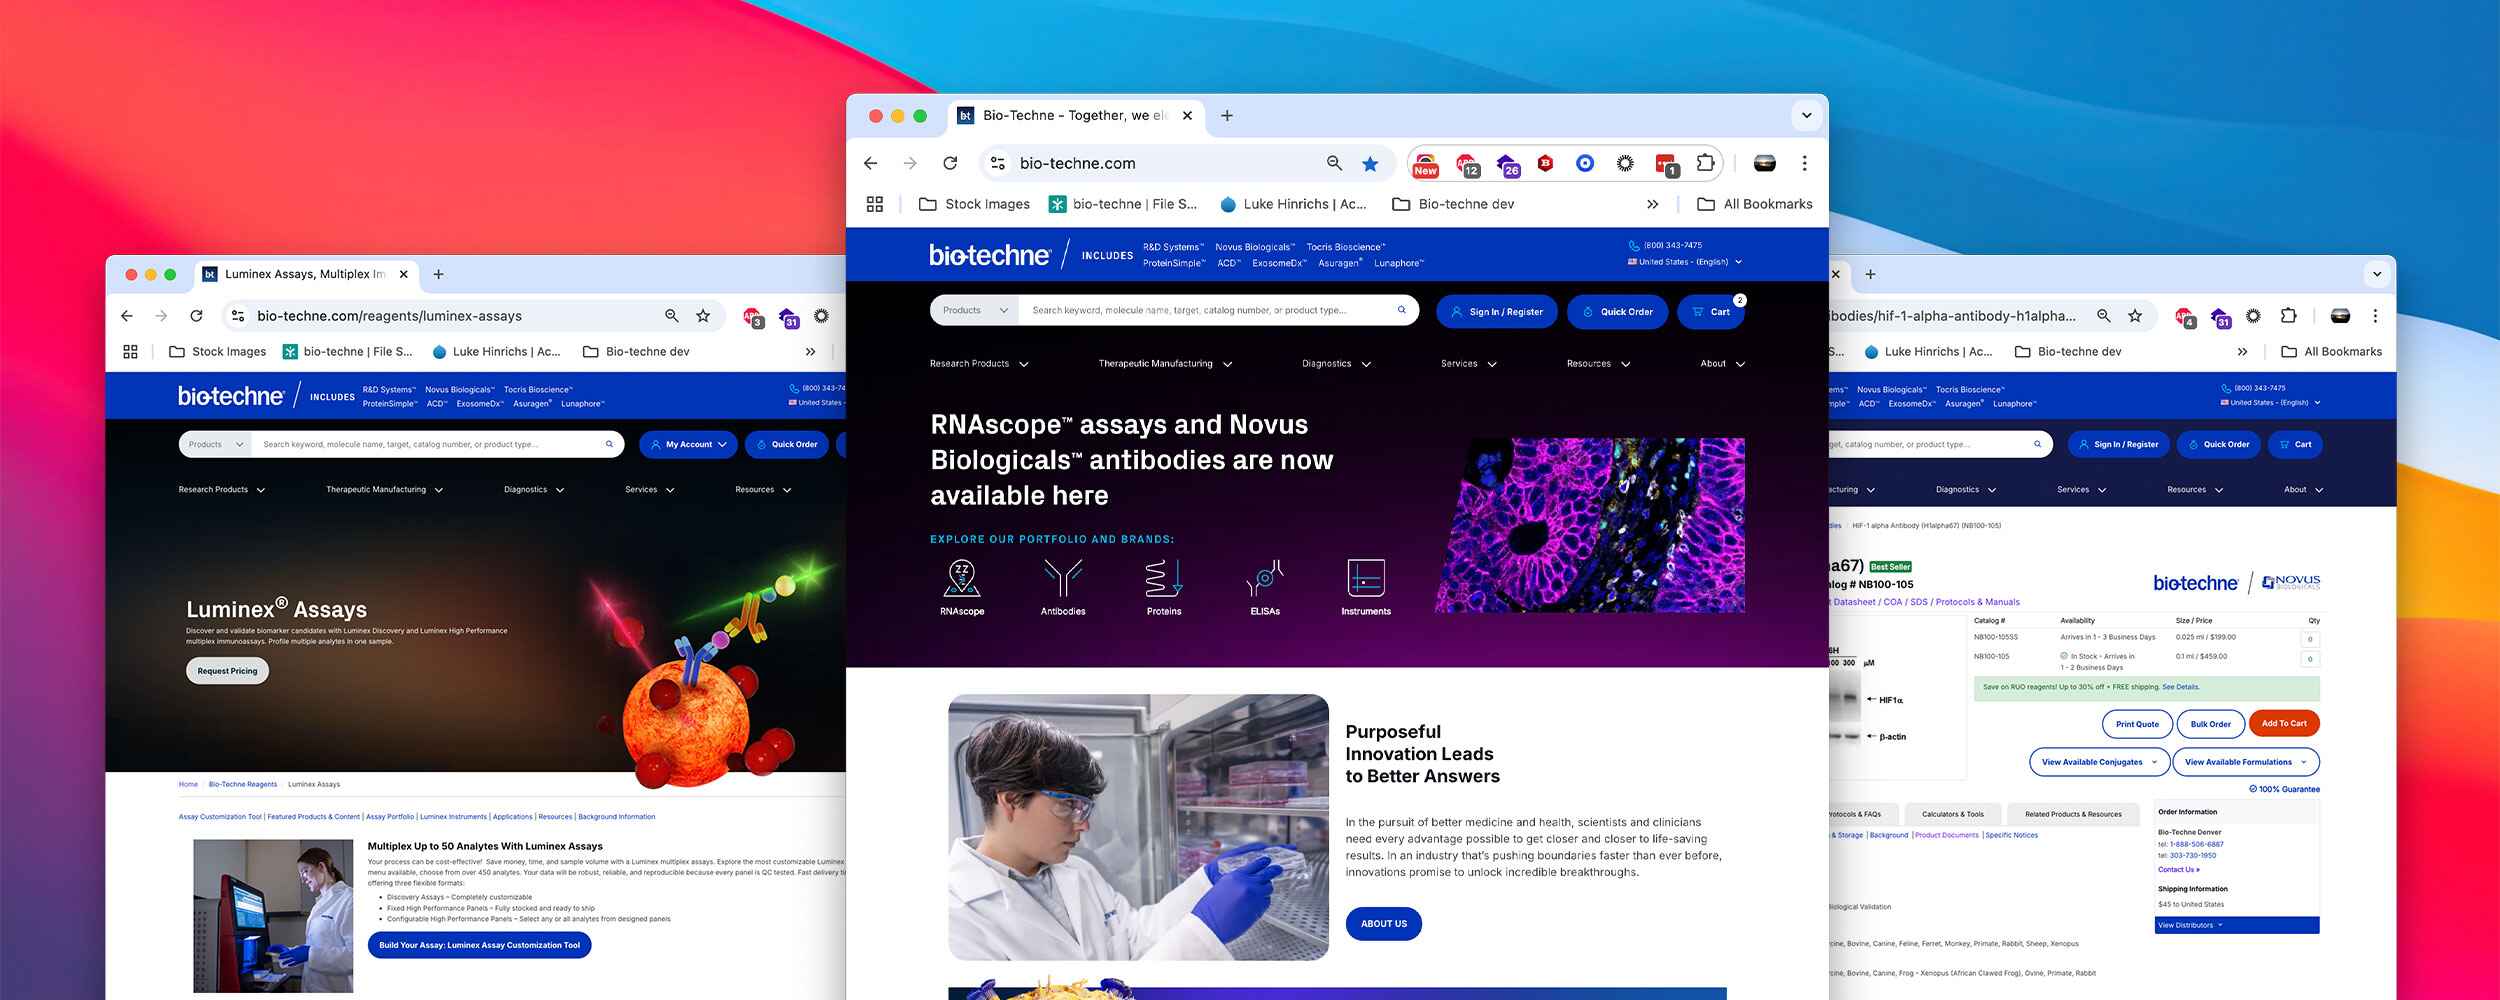 Luminex Assays, Multiplex Im
bio-techne.com/reagents/luminex-assays
3
31
Stock Images
bio-techne | File S...
Luke Hinrichs | Ac...
Bio-techne dev
bio-techne
INCLUDES
R&D Systems™ Novus Biologicals™ Tocris Bioscience™
ProteinSimple™ ACD™ ExosomeDx™ Asuragen® Lunaphore™
(800) 343-74
United States -
Products
Search keyword, molecule name, target, catalog number, or product type...
My Account
Quick Order
Research Products
Therapeutic Manufacturing
Diagnostics
Services
Resources
Luminex® Assays
Discover and validate biomarker candidates with Luminex Discovery and Luminex High Performance
multiplex immunoassays. Profile multiple analytes in one sample.
Request Pricing
Home Bio-Techne Reagents Luminex Assays
Assay Customization Tool | Featured Products & Content | Assay Portfolio | Luminex Instruments | Applications | Resources | Background Information
Multiplex Up to 50 Analytes With Luminex Assays
Your process can be cost-effective! Save money, time, and sample volume with a Luminex multiplex assays. Explore the most customizable Luminex
menu available, choose from over 450 analytes. Your data will be robust, reliable, and reproducible because every panel is QC tested. Fast delivery
offering three flexible formats:
• Discovery Assays – Completely customizable
• Fixed High Performance Panels – Fully stocked and ready to ship
• Configurable High Performance Panels – Select any or all analytes from designed panels
Build Your Assay: Luminex Assay Customization Tool
bt
Bio-Techne - Together, we el
bio-techne.com
New
12
26
1
Stock Images
bio-techne | File S...
Luke Hinrichs | Ac...
Bio-techne dev
All Bookmarks
bio-techne
INCLUDES
R&D Systems™ Novus Biologicals™ Tocris Bioscience™
ProteinSimple™ ACD™ ExosomeDx™ Asuragen® Lunaphore™
(800) 343-7475
United States - (English)
Products
Search keyword, molecule name, target, catalog number, or product type...
Sign In / Register
Quick Order
Cart
2
Research Products
Therapeutic Manufacturing
Diagnostics
Services
Resources
About
RNAscope™ assays and Novus
Biologicals™ antibodies are now
available here
EXPLORE OUR PORTFOLIO AND BRANDS:
RNAscope
Antibodies
Proteins
ELISAs
Instruments
Purposeful
Innovation Leads
to Better Answers
In the pursuit of better medicine and health, scientists and clinicians
need every advantage possible to get closer and closer to life-saving
results. In an industry that's pushing boundaries faster than ever before,
innovations promise to unlock incredible breakthroughs.
ABOUT US
ibodies/hif-1-alpha-antibody-h1alpha...
4
31
S...
Luke Hinrichs | Ac...
Bio-techne dev
All Bookmarks
ems™ Novus Biologicals™ Tocris Bioscience™
mple™ ACD™ ExosomeDx™ Asuragen® Lunaphore™
(800) 343-7475
United States - (English)
get, catalog number, or product type...
Sign In / Register
Quick Order
Cart
acturing
Diagnostics
Services
Resources
About
dies HIF-1 alpha Antibody (H1alpha67) (NB100-105)
a67) Best Seller
alog # NB100-105
t Datasheet / COA / SDS / Protocols & Manuals
bio-techne
NOVUS
BIOLOGICALS
Catalog # Availability Size / Price Qty
NB100-105SS Arrives in 1 - 3 Business Days 0.025 ml / $199.00 0
NB100-105 In Stock - Arrives in 0.1 ml / $459.00 0
1 - 2 Business Days
6H
100 300 μM
HIF1α
β-actin
Save on RUO reagents! Up to 30% off + FREE shipping. See Details.
Print Quote
Bulk Order
Add To Cart
View Available Conjugates
View Available Formulations
100% Guarantee
rotocols & FAQs
Calculators & Tools
Related Products & Resources
& Storage | Background | Product Documents | Specific Notices
Order Information
Bio-Techne Denver
tel: 1-888-506-6887
tel: 303-730-1950
Contact Us »
Shipping Information
$45 to United States
View Distributors
Biological Validation
cine, Bovine, Canine, Feline, Ferret, Monkey, Primate, Rabbit, Sheep, Xenopus
cine, Bovine, Canine, Frog - Xenopus (African Clawed Frog), Ovine, Primate, Rabbit